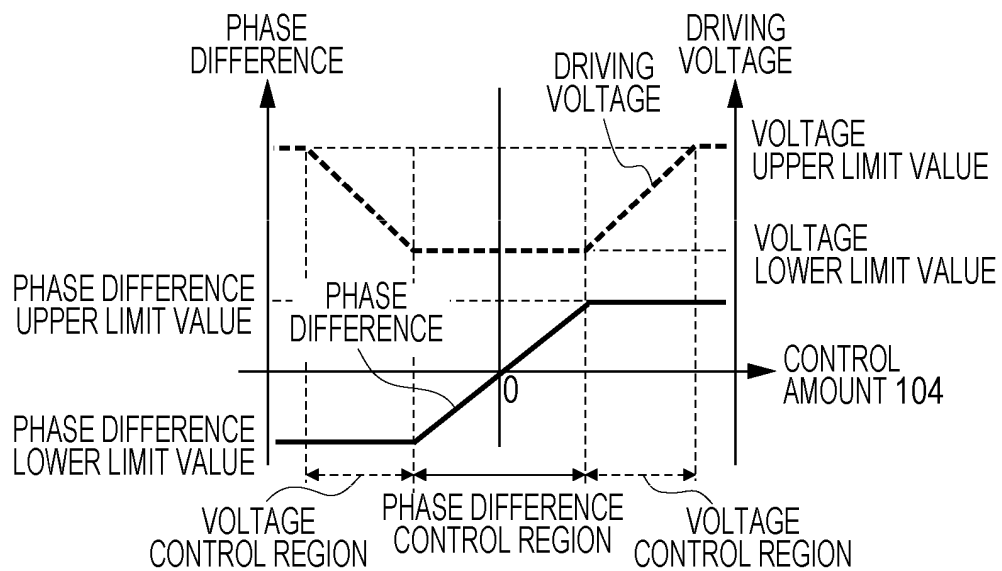 PHASE
DIFFERENCE
DRIVING
VOLTAGE
DRIVING
VOLTAGE
VOLTAGE
UPPER LIMIT VALUE
VOLTAGE
LOWER LIMIT VALUE
PHASE DIFFERENCE
UPPER LIMIT VALUE
PHASE
DIFFERENCE
0
CONTROL
AMOUNT 104
PHASE DIFFERENCE
LOWER LIMIT VALUE
VOLTAGE
CONTROL REGION
PHASE DIFFERENCE
CONTROL REGION
VOLTAGE
CONTROL REGION